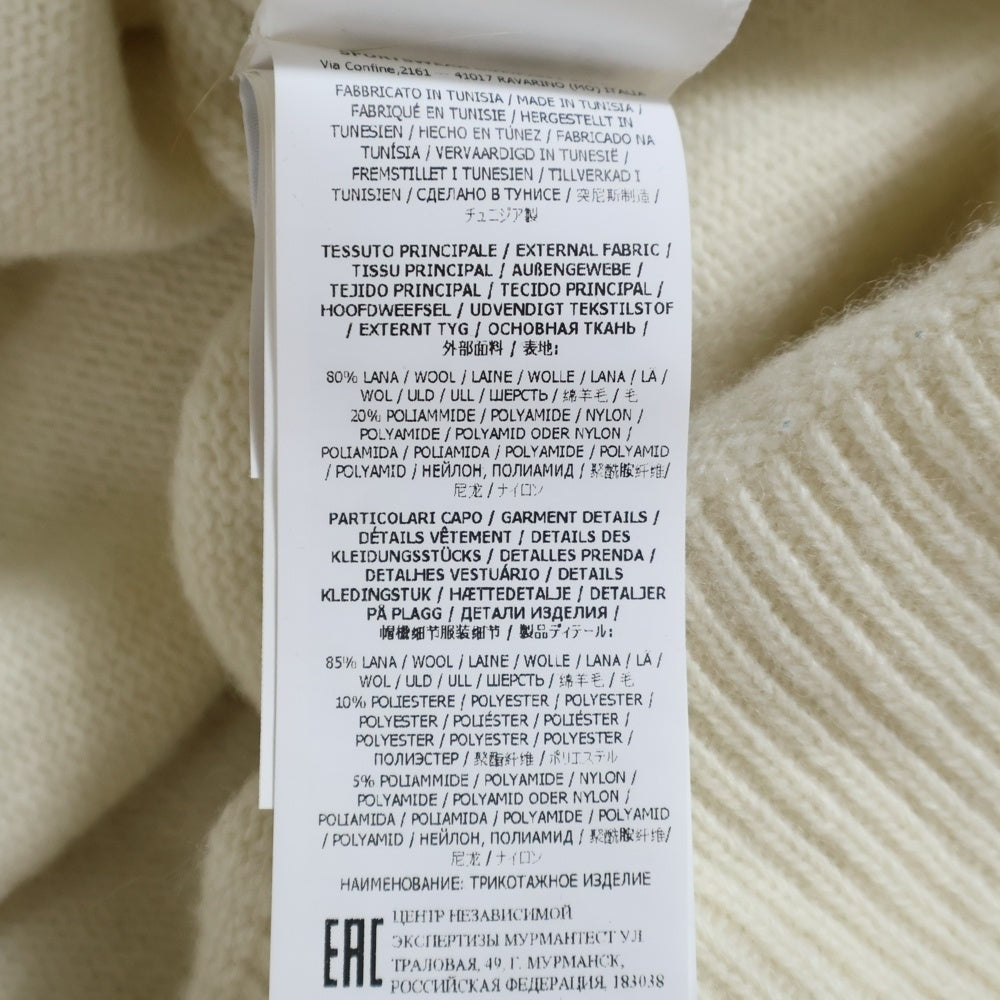 Via Confine,2161 -- 41017 RAVARINO (MO) ITALIA
FABBRICATO IN TUNISIA / MADE IN TUNISIA /
FABRIQUÉ EN TUNISIE / HERGESTELLT IN
TUNESIEN / HECHO EN TÚNEZ / FABRICADO NA
TUNÍSIA / VERVAARDIGD IN TUNESIË /
FREMSTILLET I TUNESIEN / TILLVERKAD I
TUNISIEN / СДЕЛАНО В ТУНИСЕ / 突尼斯制造 /
チュニジア製
TESSUTO PRINCIPALE / EXTERNAL FABRIC /
TISSU PRINCIPAL / AUßENGEWEBE /
TEJIDO PRINCIPAL / TECIDO PRINCIPAL /
HOOFDWEEFSEL / UDVENDIGT TEKSTILSTOF
/ EXTERNT TYG / ОСНОВНАЯ ТКАНЬ /
外部面料 / 表地:
80% LANA / WOOL / LAINE / WOLLE / LANA / LÃ /
WOL / ULD / ULL / ШЕРСТЬ / 绵羊毛 / 毛
20% POLIAMMIDE / POLYAMIDE / NYLON /
POLYAMIDE / POLYAMID ODER NYLON /
POLIAMIDA / POLIAMIDA / POLYAMIDE / POLYAMID
/ POLYAMID / НЕЙЛОН, ПОЛИАМИД / 聚酰胺纤维/
尼龙 / ナイロン
PARTICOLARI CAPO / GARMENT DETAILS /
DÉTAILS VÊTEMENT / DETAILS DES
KLEIDUNGSSTÜCKS / DETALLES PRENDA /
DETALHES VESTUÁRIO / DETAILS
KLEDINGSTUK / HÆTTEDETALJE / DETALJER
PÅ PLAGG / ДЕТАЛИ ИЗДЕЛИЯ /
帽檐细节服装细节 / 製品ディテール:
85% LANA / WOOL / LAINE / WOLLE / LANA / LÃ /
WOL / ULD / ULL / ШЕРСТЬ / 绵羊毛 / 毛
10% POLIESTERE / POLYESTER / POLYESTER /
POLYESTER / POLIÉSTER / POLIÉSTER /
POLYESTER / POLYESTER / POLYESTER /
ПОЛИЭСТЕР / 聚酯纤维 / ポリエステル
5% POLIAMMIDE / POLYAMIDE / NYLON /
POLYAMIDE / POLYAMID ODER NYLON /
POLIAMIDA / POLIAMIDA / POLYAMIDE / POLYAMID
/ POLYAMID / НЕЙЛОН, ПОЛИАМИД / 聚酰胺纤维/
尼龙 / ナイロン
НАИМЕНОВАНИЕ: ТРИКОТАЖНОЕ ИЗДЕЛИЕ
EAC
ЦЕНТР НЕЗАВИСИМОЙ
ЭКСПЕРТИЗЫ МУРМАНТЕСТ УЛ.
ТРАЛОВАЯ, 49, Г. МУРМАНСК,
РОССИЙСКАЯ ФЕДЕРАЦИЯ, 183038